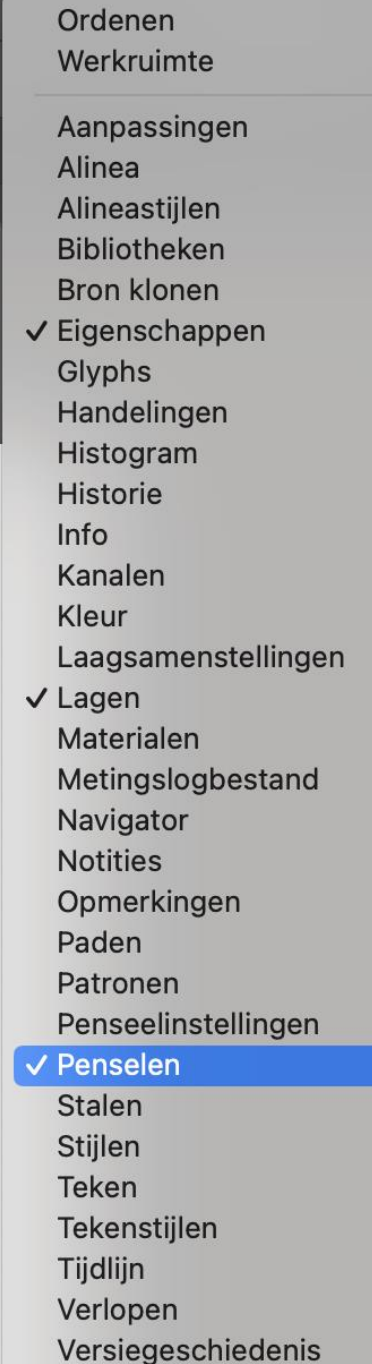 Ordenen
Werkruimte
Aanpassingen
Alinea
Alineastijlen
Bibliotheken
Bron klonen
✓ Eigenschappen
Glyphs
Handelingen
Histogram
Historie
Info
Kanalen
Kleur
Laagsamenstellingen
✓ Lagen
Materialen
Metingslogbestand
Navigator
Notities
Opmerkingen
Paden
Patronen
Penseelinstellingen
✓ Penselen
Stalen
Stijlen
Teken
Tekenstijlen
Tijdlijn
Verlopen
Versiegeschiedenis